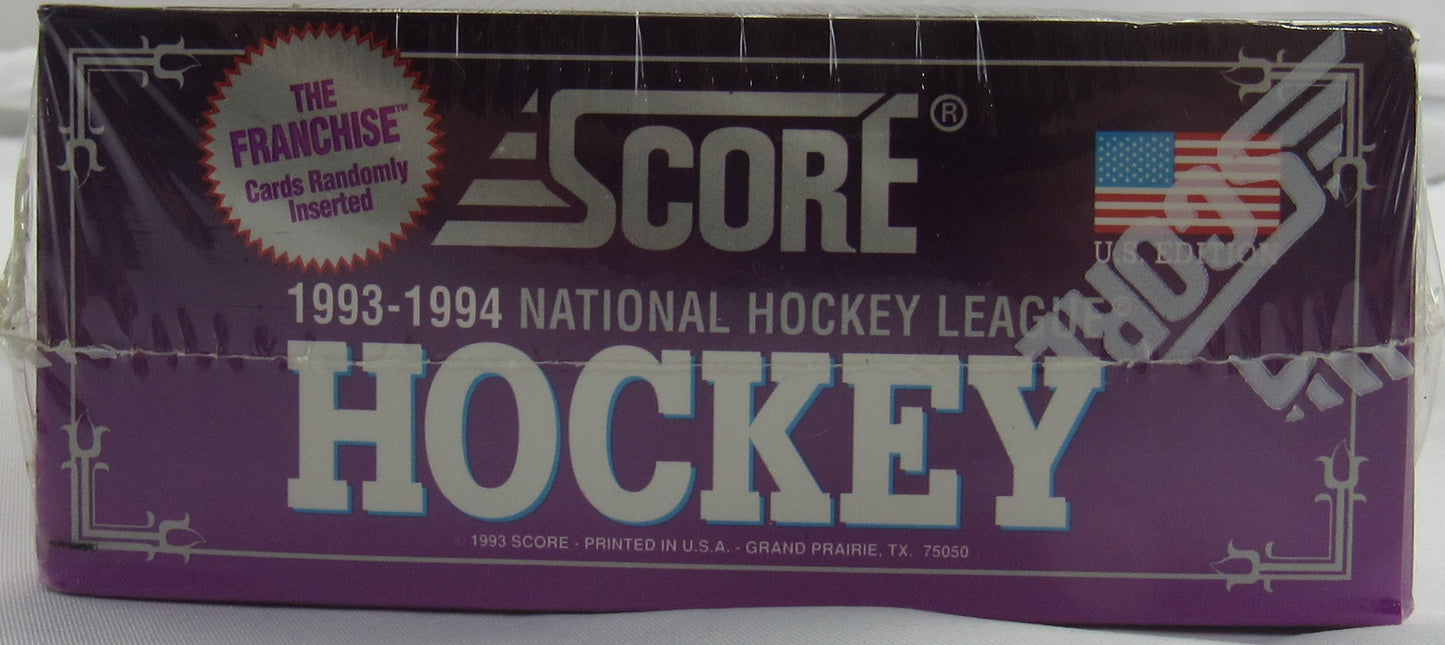 THE
FRANCHISE™
Cards Randomly
Inserted
SCORE®
U.S. EDITION
1993-1994 NATIONAL HOCKEY LEAGUE®
HOCKEY
© 1993 SCORE - PRINTED IN U.S.A. - GRAND PRAIRIE, TX. 75050
SCORE